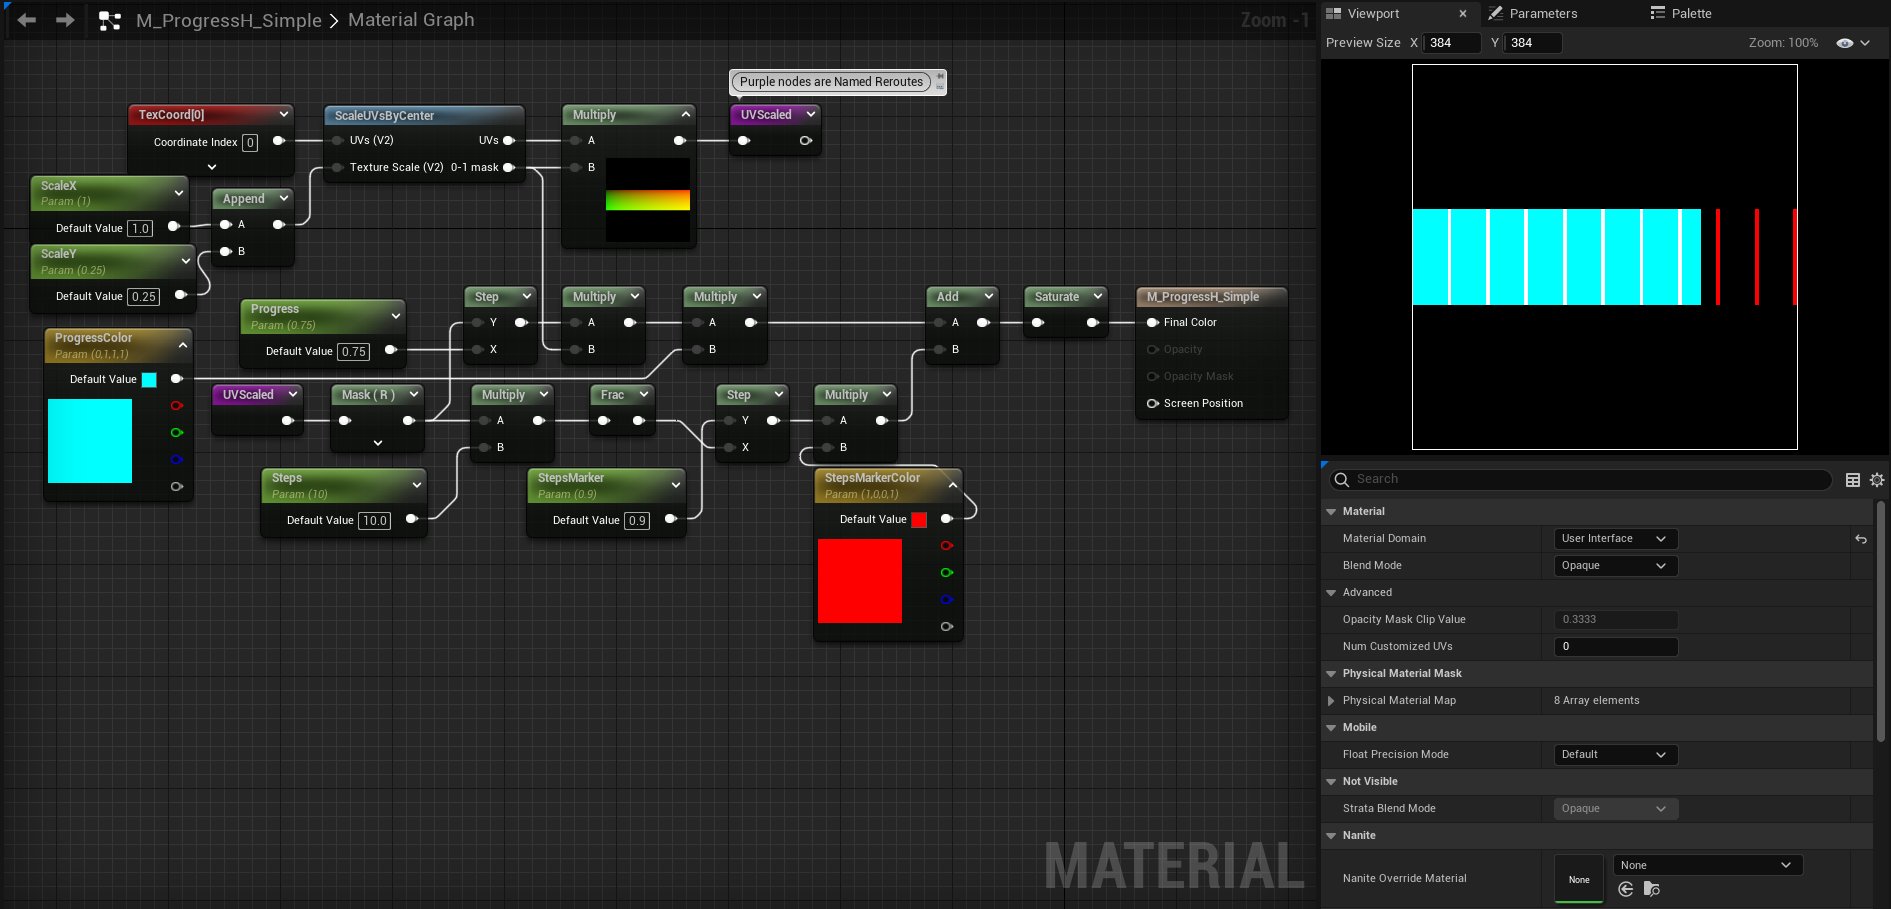 M_ProgressH_Simple > Material Graph
Zoom -1
Purple nodes are Named Reroutes
TexCoord[0]
Coordinate Index 0
ScaleUVsByCenter
UVs (V2) UVs
Texture Scale (V2) 0-1 mask
Multiply
A
B
UVScaled
ScaleX
Param (1)
Default Value 1.0
Append
A
B
ScaleY
Param (0.25)
Default Value 0.25
Progress
Param (0.75)
Default Value 0.75
Step
Y
X
Multiply
A
B
Multiply
A
B
Add
A
B
Saturate
M_ProgressH_Simple
Final Color
Opacity
Opacity Mask
Screen Position
ProgressColor
Param (0,1,1,1)
Default Value
UVScaled
Mask ( R )
Multiply
A
B
Frac
Step
Y
X
Multiply
A
B
Steps
Param (10)
Default Value 10.0
StepsMarker
Param (0.9)
Default Value 0.9
StepsMarkerColor
Param (1,0,0,1)
Default Value
MATERIAL
Viewport
Parameters
Palette
Preview Size X 384 Y 384
Zoom: 100%
Search
Material
Material Domain User Interface
Blend Mode Opaque
Advanced
Opacity Mask Clip Value 0.3333
Num Customized UVs 0
Physical Material Mask
Physical Material Map 8 Array elements
Mobile
Float Precision Mode Default
Not Visible
Strata Blend Mode Opaque
Nanite
Nanite Override Material None None